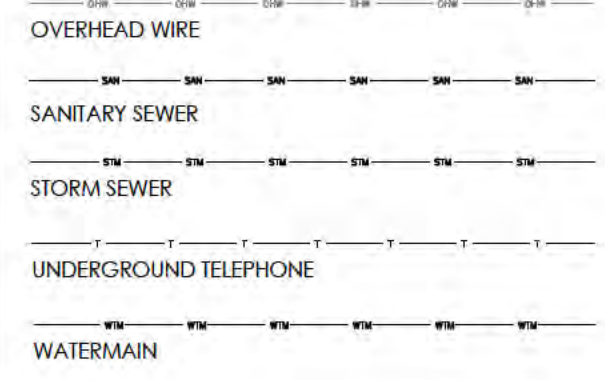 OHW OHW OHW OHW OHW OHW
OVERHEAD WIRE
SAN SAN SAN SAN SAN SAN
SANITARY SEWER
STM STM STM STM STM STM
STORM SEWER
T T T T T T T
UNDERGROUND TELEPHONE
WTM WTM WTM WTM WTM WTM
WATERMAIN